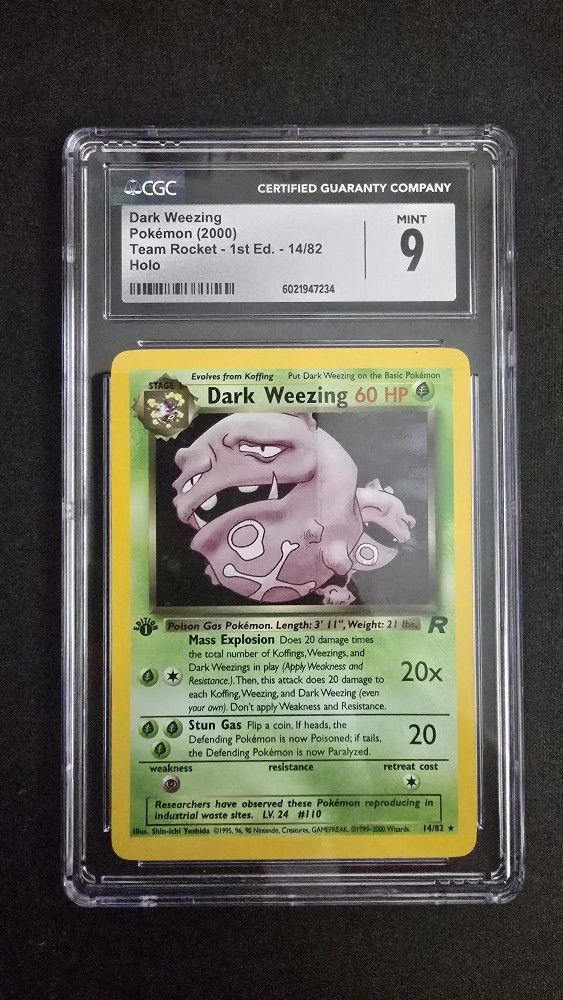 CGC
CERTIFIED GUARANTY COMPANY
Dark Weezing
Pokémon (2000)
Team Rocket - 1st Ed. - 14/82
Holo
MINT
9
6021947234
Evolves from Koffing Put Dark Weezing on the Basic Pokémon
STAGE 1
Dark Weezing 60 HP
EDITION
1
Poison Gas Pokémon. Length: 3' 11", Weight: 21 lbs.
R
Mass Explosion Does 20 damage times
the total number of Koffings, Weezings, and
Dark Weezings in play (Apply Weakness and
Resistance.). Then, this attack does 20 damage to
each Koffing, Weezing, and Dark Weezing (even
your own). Don't apply Weakness and Resistance.
20x
Stun Gas Flip a coin. If heads, the
Defending Pokémon is now Poisoned; if tails,
the Defending Pokémon is now Paralyzed.
20
weakness resistance retreat cost
Researchers have observed these Pokémon reproducing in
industrial waste sites. LV. 24 #110
Illus. Shin-ichi Yoshida ©1995, 96, 98 Nintendo, Creatures, GAMEFREAK. ©1999-2000 Wizards. 14/82 ★